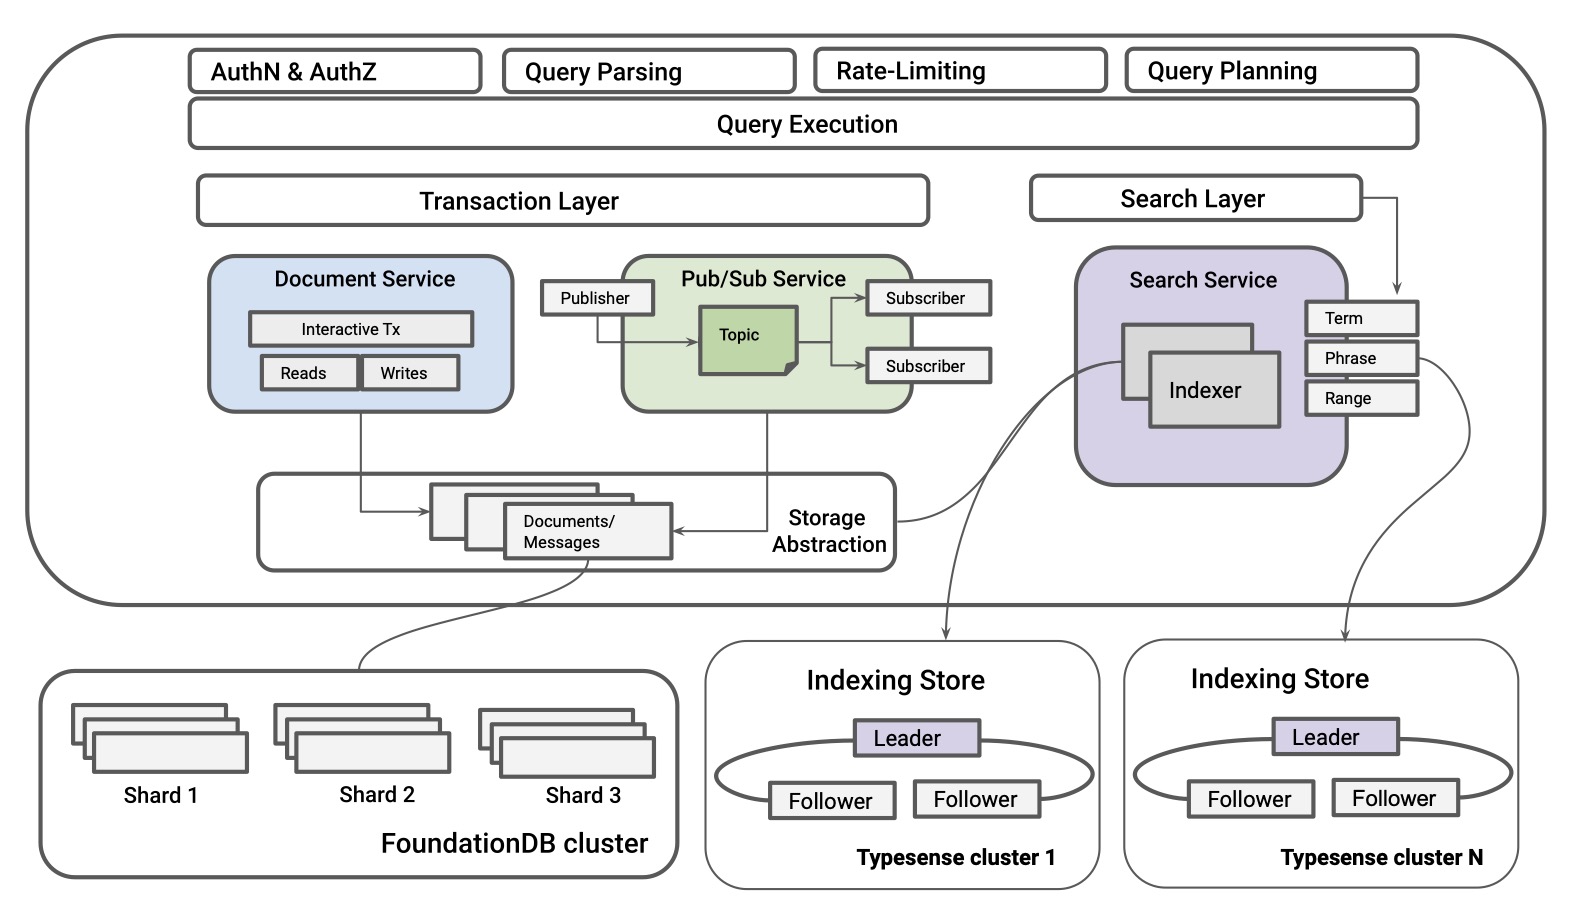 AuthN & AuthZ
Query Parsing
Rate-Limiting
Query Planning
Query Execution
Transaction Layer
Search Layer
Document Service
Interactive Tx
Reads
Writes
Publisher
Pub/Sub Service
Topic
Subscriber
Subscriber
Search Service
Indexer
Term
Phrase
Range
Documents/
Messages
Storage
Abstraction
Shard 1
Shard 2
Shard 3
FoundationDB cluster
Indexing Store
Leader
Follower
Follower
Typesense cluster 1
Indexing Store
Leader
Follower
Follower
Typesense cluster N